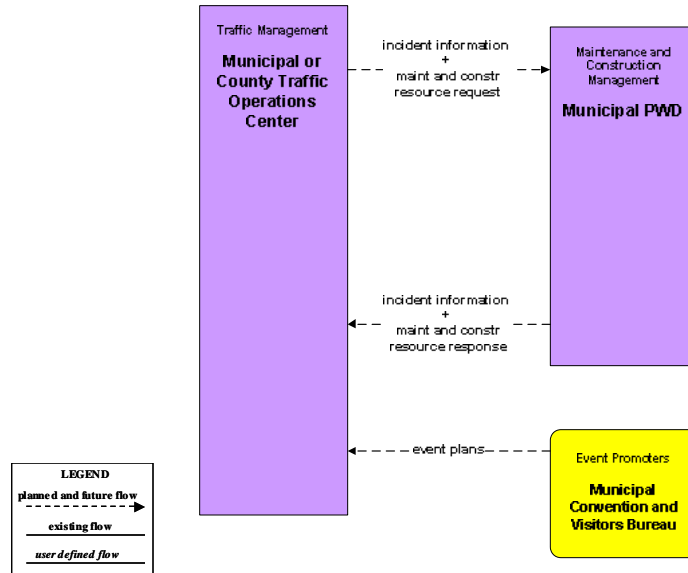 Traffic Management
Municipal or
County Traffic
Operations
Center
incident information
+
maint and constr
resource request
Maintenance and
Construction
Management
Municipal PWD
incident information
+
maint and constr
resource response
event plans
Event Promoters
Municipal
Convention and
Visitors Bureau
LEGEND
planned and future flow
existing flow
user defined flow